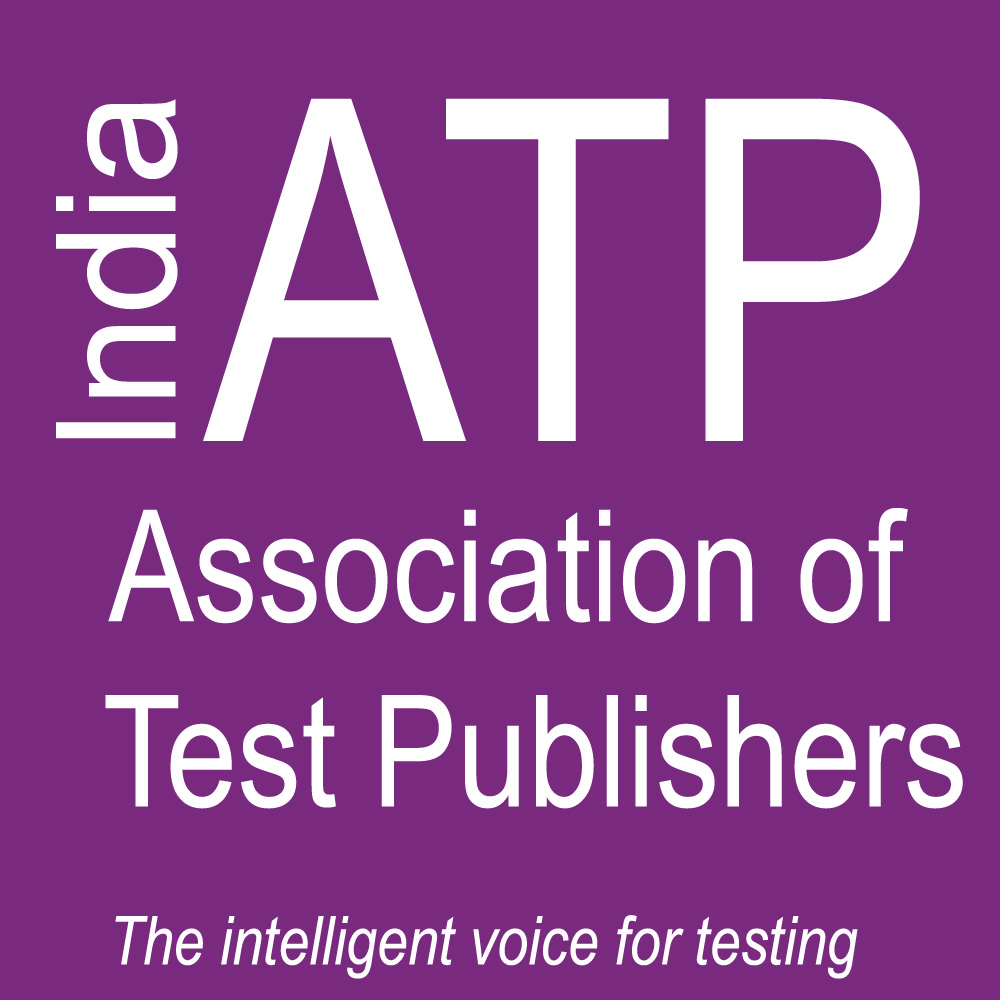 India
ATP
Association of
Test Publishers
The intelligent voice for testing